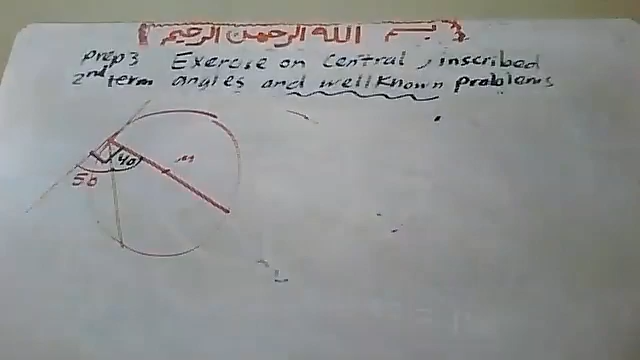 بسم الله الرحمن الرحيم
prep 3 Exercise on central , inscribed
2nd term angles and well known problems
40
50
M